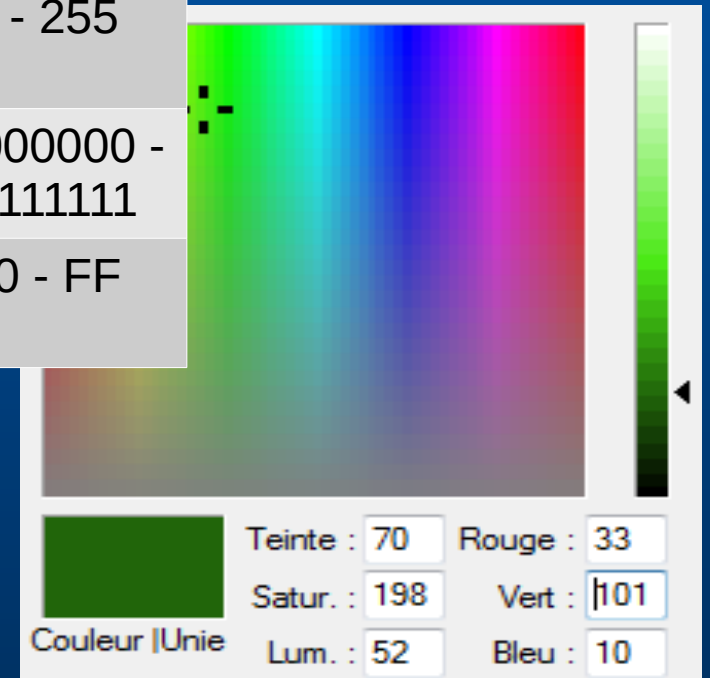 - 255
000000 -
111111
0 - FF
Teinte : 70 Rouge : 33
Satur. : 198 Vert : 101
Couleur |Unie
Lum. : 52 Bleu : 10